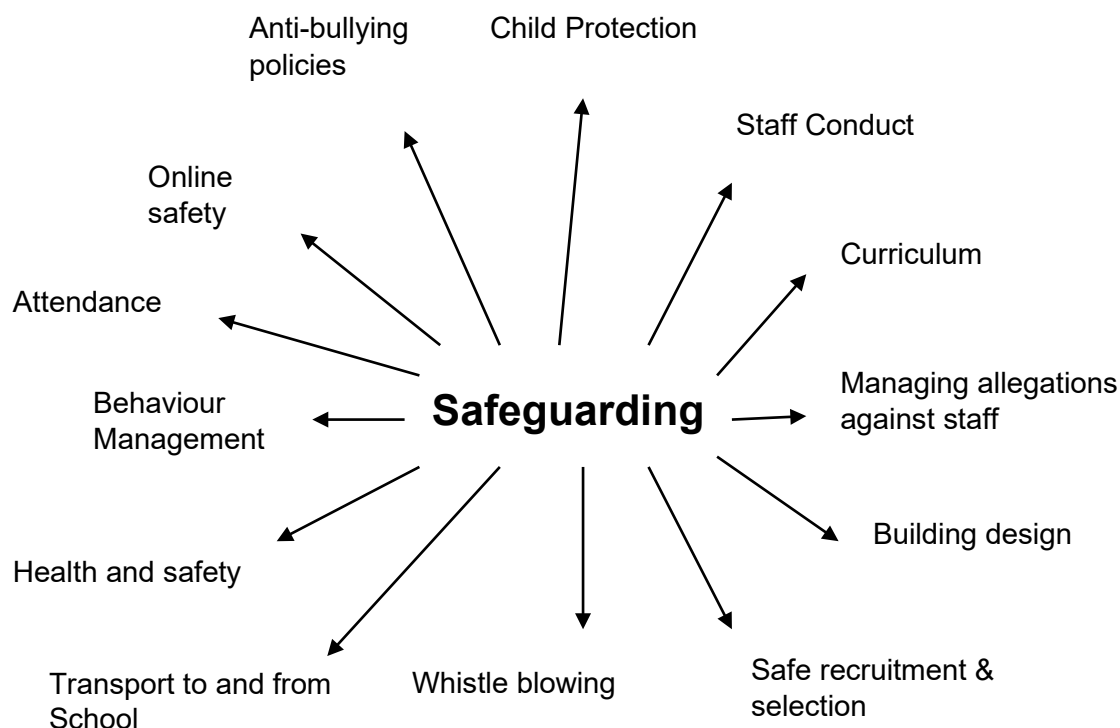 Anti-bullying
policies
Child Protection
Staff Conduct
Online
safety
Curriculum
Attendance
Managing allegations
against staff
Behaviour
Management
Safeguarding
Building design
Health and safety
Transport to and from
School
Whistle blowing
Safe recruitment &
selection